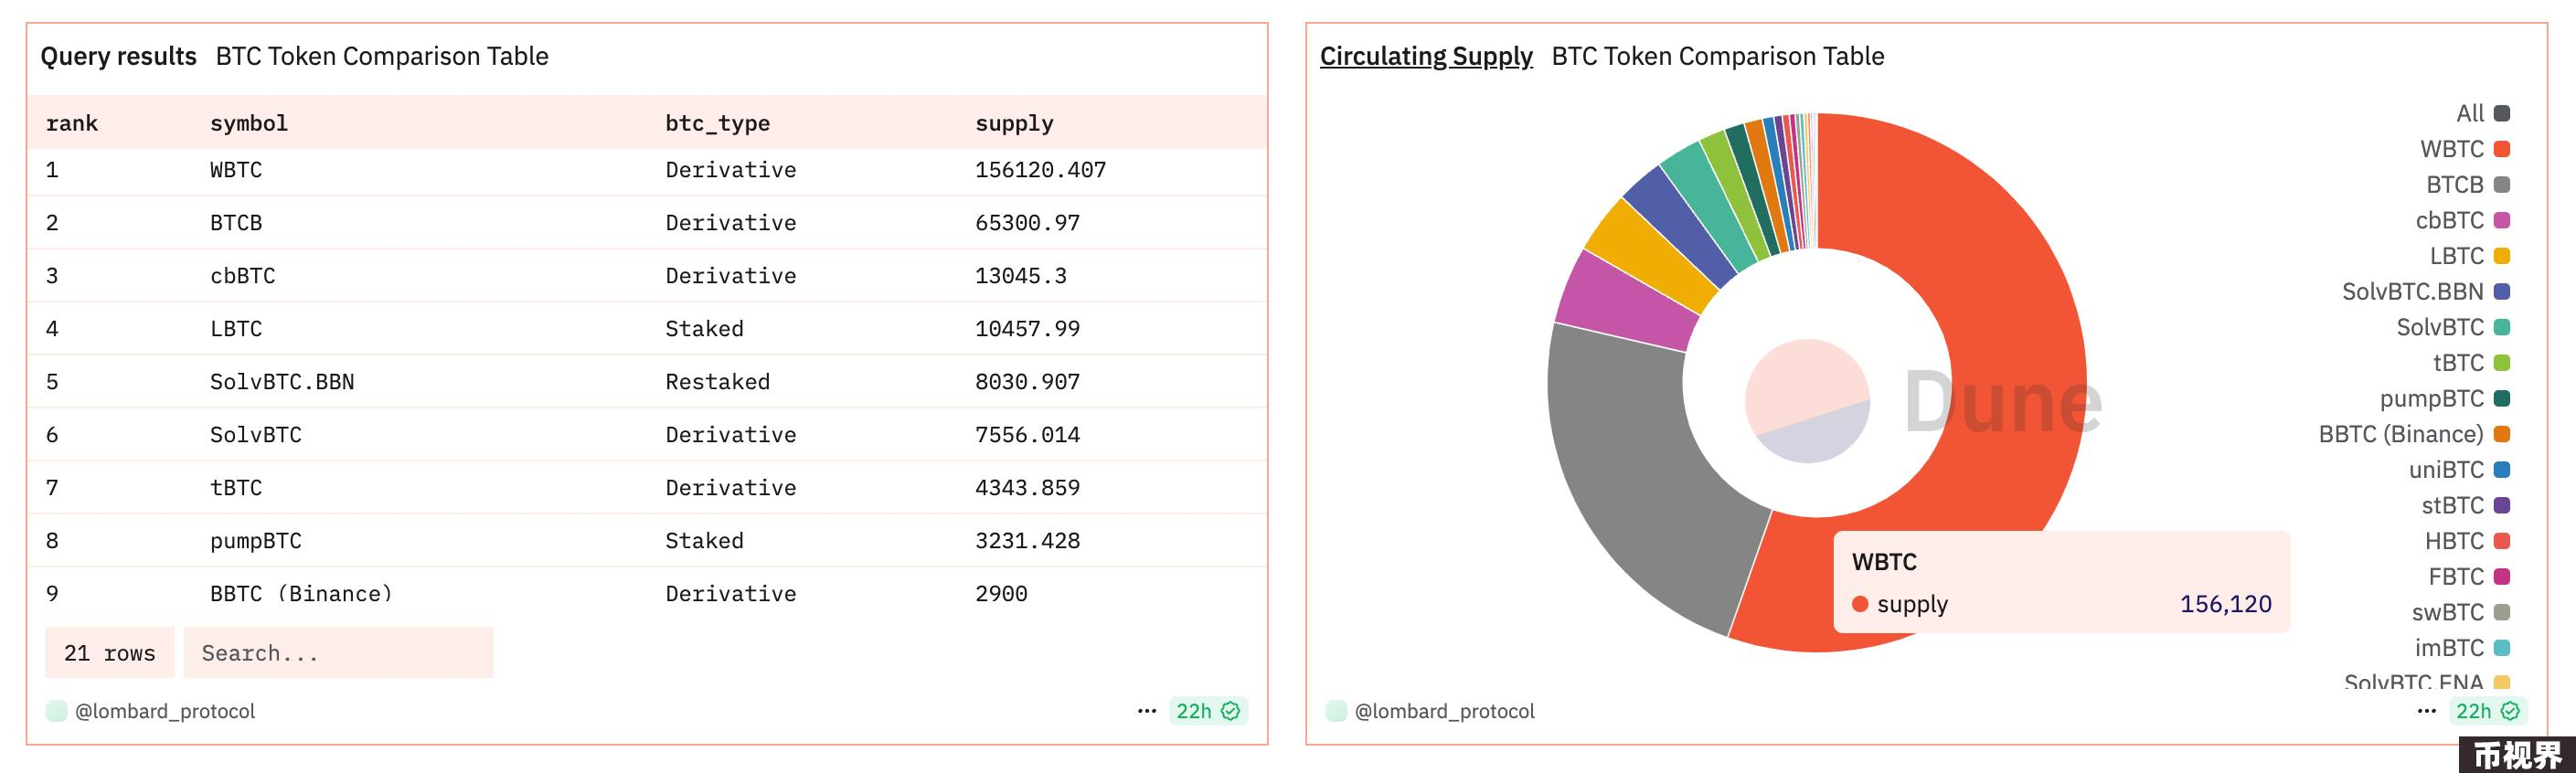 Query results BTC Token Comparison Table
rank symbol btc_type supply
1 WBTC Derivative 156120.407
2 BTCB Derivative 65300.97
3 cbBTC Derivative 13045.3
4 LBTC Staked 10457.99
5 SolvBTC.BBN Restaked 8030.907
6 SolvBTC Derivative 7556.014
7 tBTC Derivative 4343.859
8 pumpBTC Staked 3231.428
9 BBTC (Binance) Derivative 2900
21 rows Search...
@lombard_protocol ... 22h
Circulating Supply BTC Token Comparison Table
All
WBTC
BTCB
cbBTC
LBTC
SolvBTC.BBN
SolvBTC
tBTC
pumpBTC
BBTC (Binance)
uniBTC
stBTC
HBTC
FBTC
swBTC
imBTC
SolvBTC.ENA
Dune
WBTC
supply 156,120
@lombard_protocol ... 22h
币视界